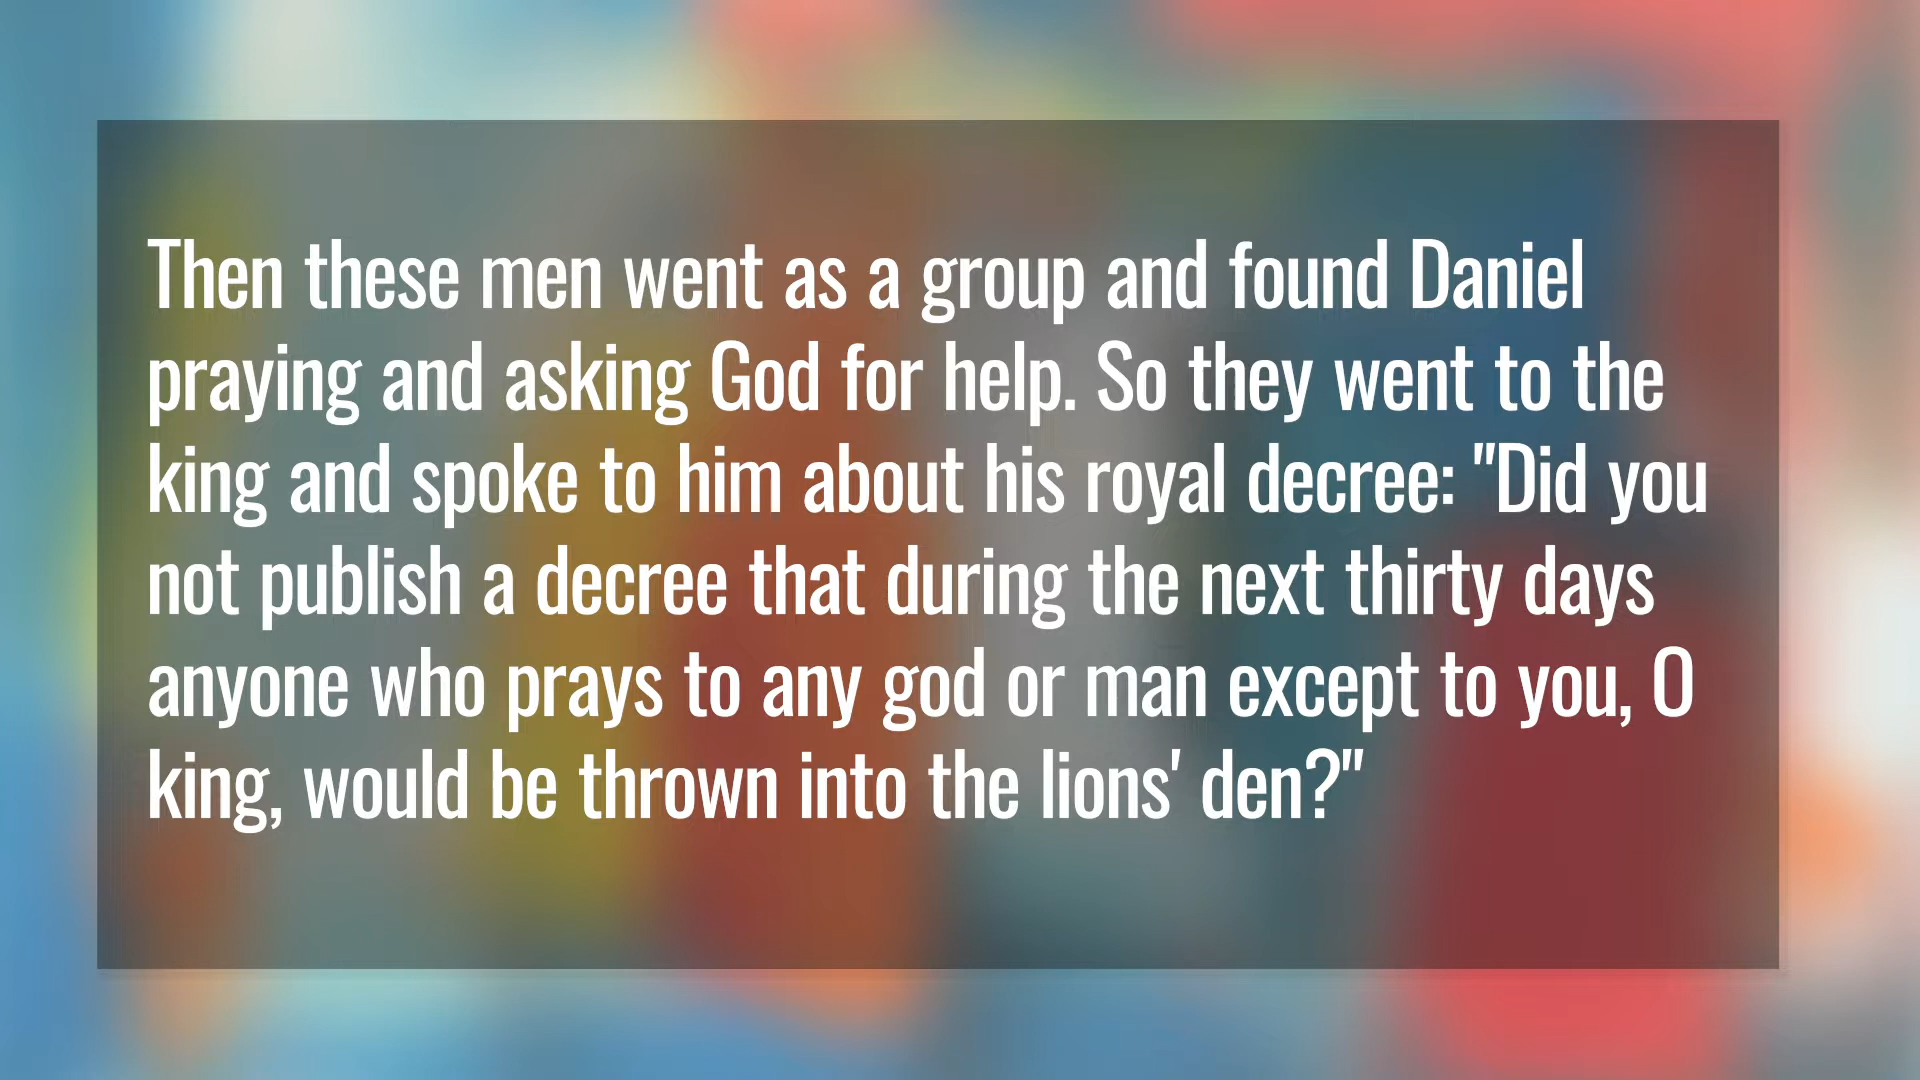 Then these men went as a group and found Daniel
praying and asking God for help. So they went to the
king and spoke to him about his royal decree: "Did you
not publish a decree that during the next thirty days
anyone who prays to any god or man except to you, O
king, would be thrown into the lions' den?"